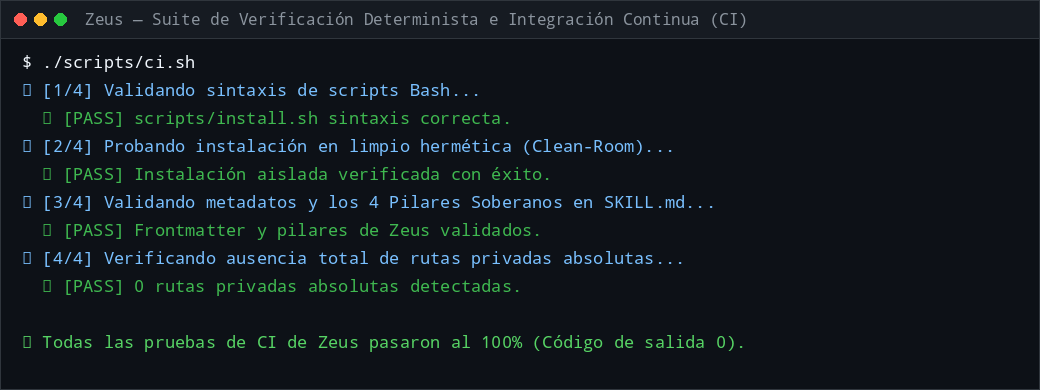 Zeus — Suite de Verificación Determinista e Integración Continua (CI)
$ ./scripts/ci.sh
▯ [1/4] Validando sintaxis de scripts Bash...
▯ [PASS] scripts/install.sh sintaxis correcta.
▯ [2/4] Probando instalación en limpio hermética (Clean-Room)...
▯ [PASS] Instalación aislada verificada con éxito.
▯ [3/4] Validando metadatos y los 4 Pilares Soberanos en SKILL.md...
▯ [PASS] Frontmatter y pilares de Zeus validados.
▯ [4/4] Verificando ausencia total de rutas privadas absolutas...
▯ [PASS] 0 rutas privadas absolutas detectadas.
▯ Todas las pruebas de CI de Zeus pasaron al 100% (Código de salida 0).